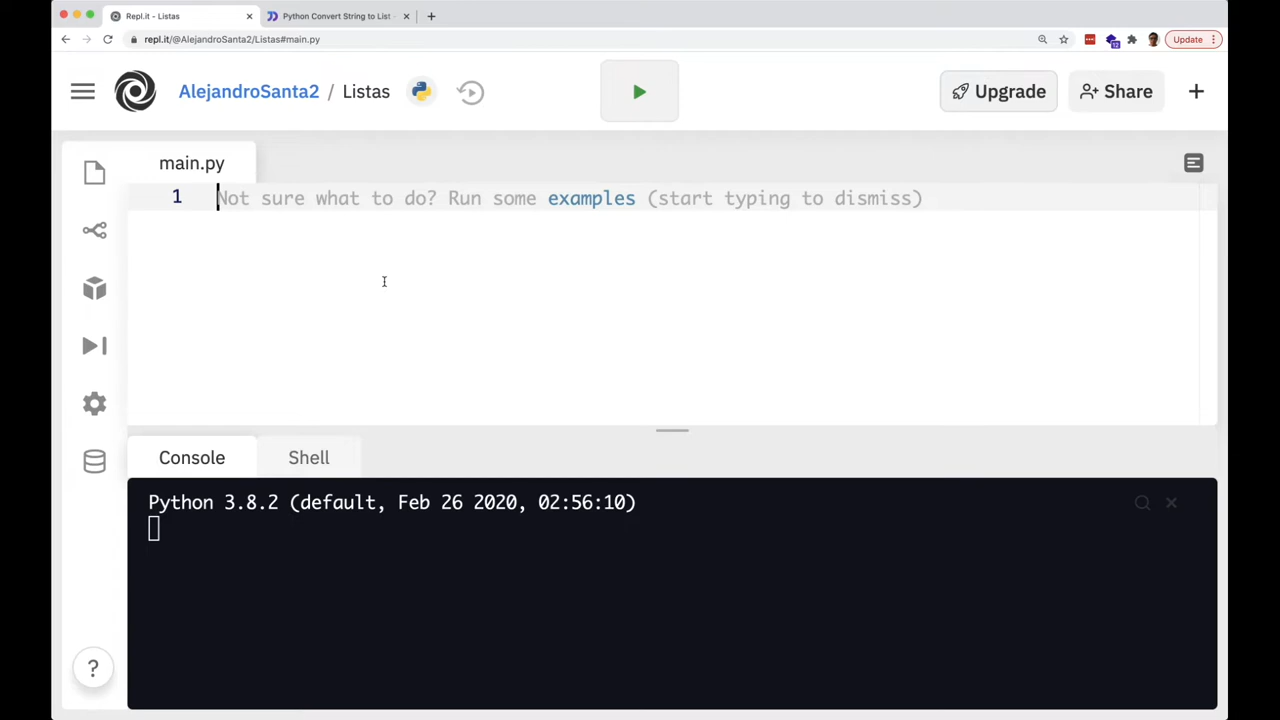 Repl.it - Listas
Python Convert String to List
repl.it/@AlejandroSanta2/Listas#main.py
12
Update
AlejandroSanta2 / Listas
Upgrade
Share
main.py
1
Not sure what to do? Run some examples (start typing to dismiss)
Console
Shell
Python 3.8.2 (default, Feb 26 2020, 02:56:10)
?